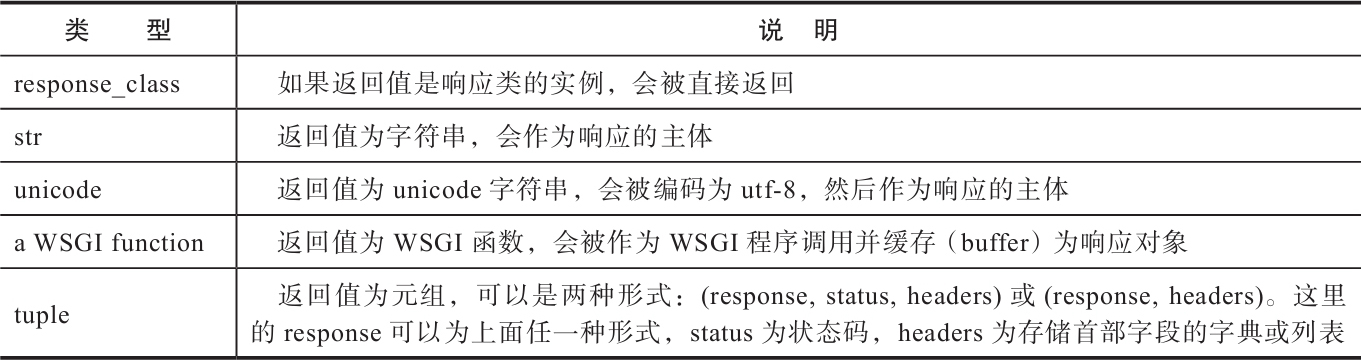 类 型 说 明
response_class 如果返回值是响应类的实例，会被直接返回
str 返回值为字符串，会作为响应的主体
unicode 返回值为 unicode 字符串，会被编码为 utf-8，然后作为响应的主体
a WSGI function 返回值为 WSGI 函数，会被作为 WSGI 程序调用并缓存（buffer）为响应对象
tuple 返回值为元组，可以是两种形式：(response, status, headers) 或 (response, headers)。这里
的 response 可以为上面任一种形式，status 为状态码，headers 为存储首部字段的字典或列表